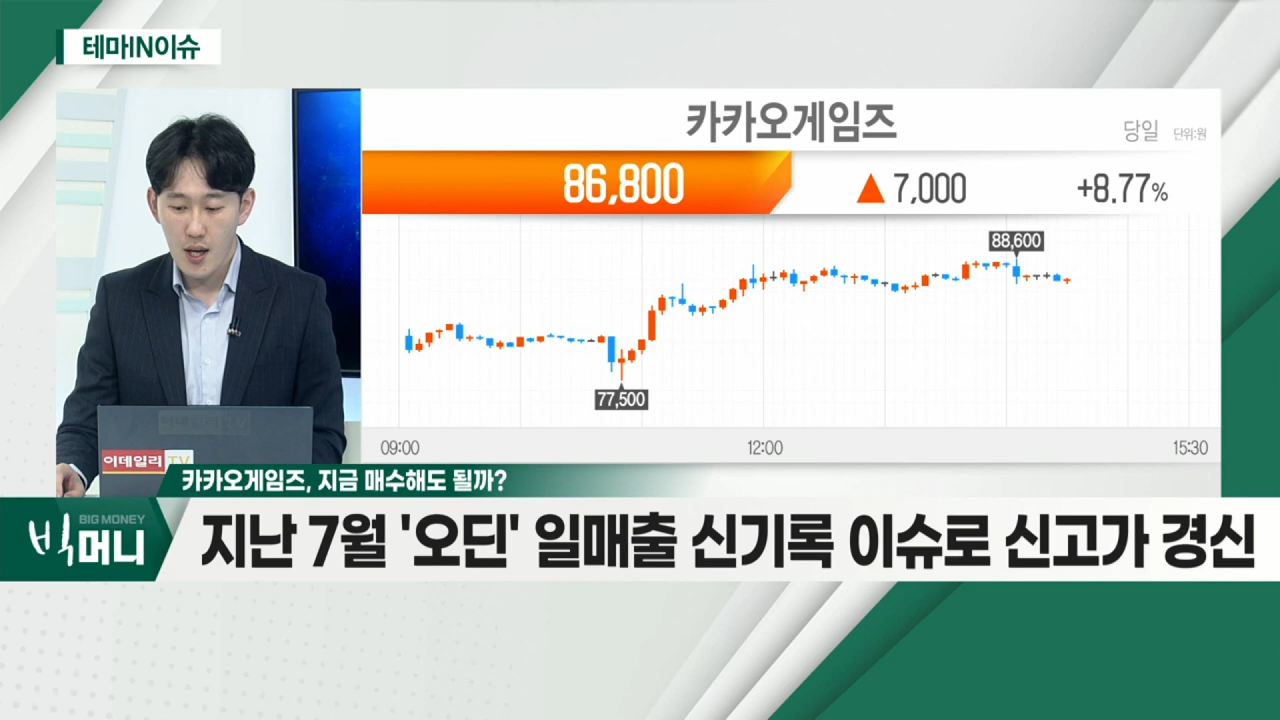 테마IN이슈
카카오게임즈
당일 단위:원
86,800 ▲ 7,000 +8.77%
88,600
77,500
09:00 12:00 15:30
이데일리 TV
카카오게임즈, 지금 매수해도 될까?
BIG MONEY
빅머니
지난 7월 '오딘' 일매출 신기록 이슈로 신고가 경신